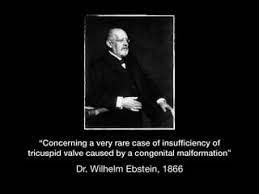 “Concerning a very rare case of insufficiency of
tricuspid valve caused by a congenital malformation”
Dr. Wilhelm Ebstein, 1866